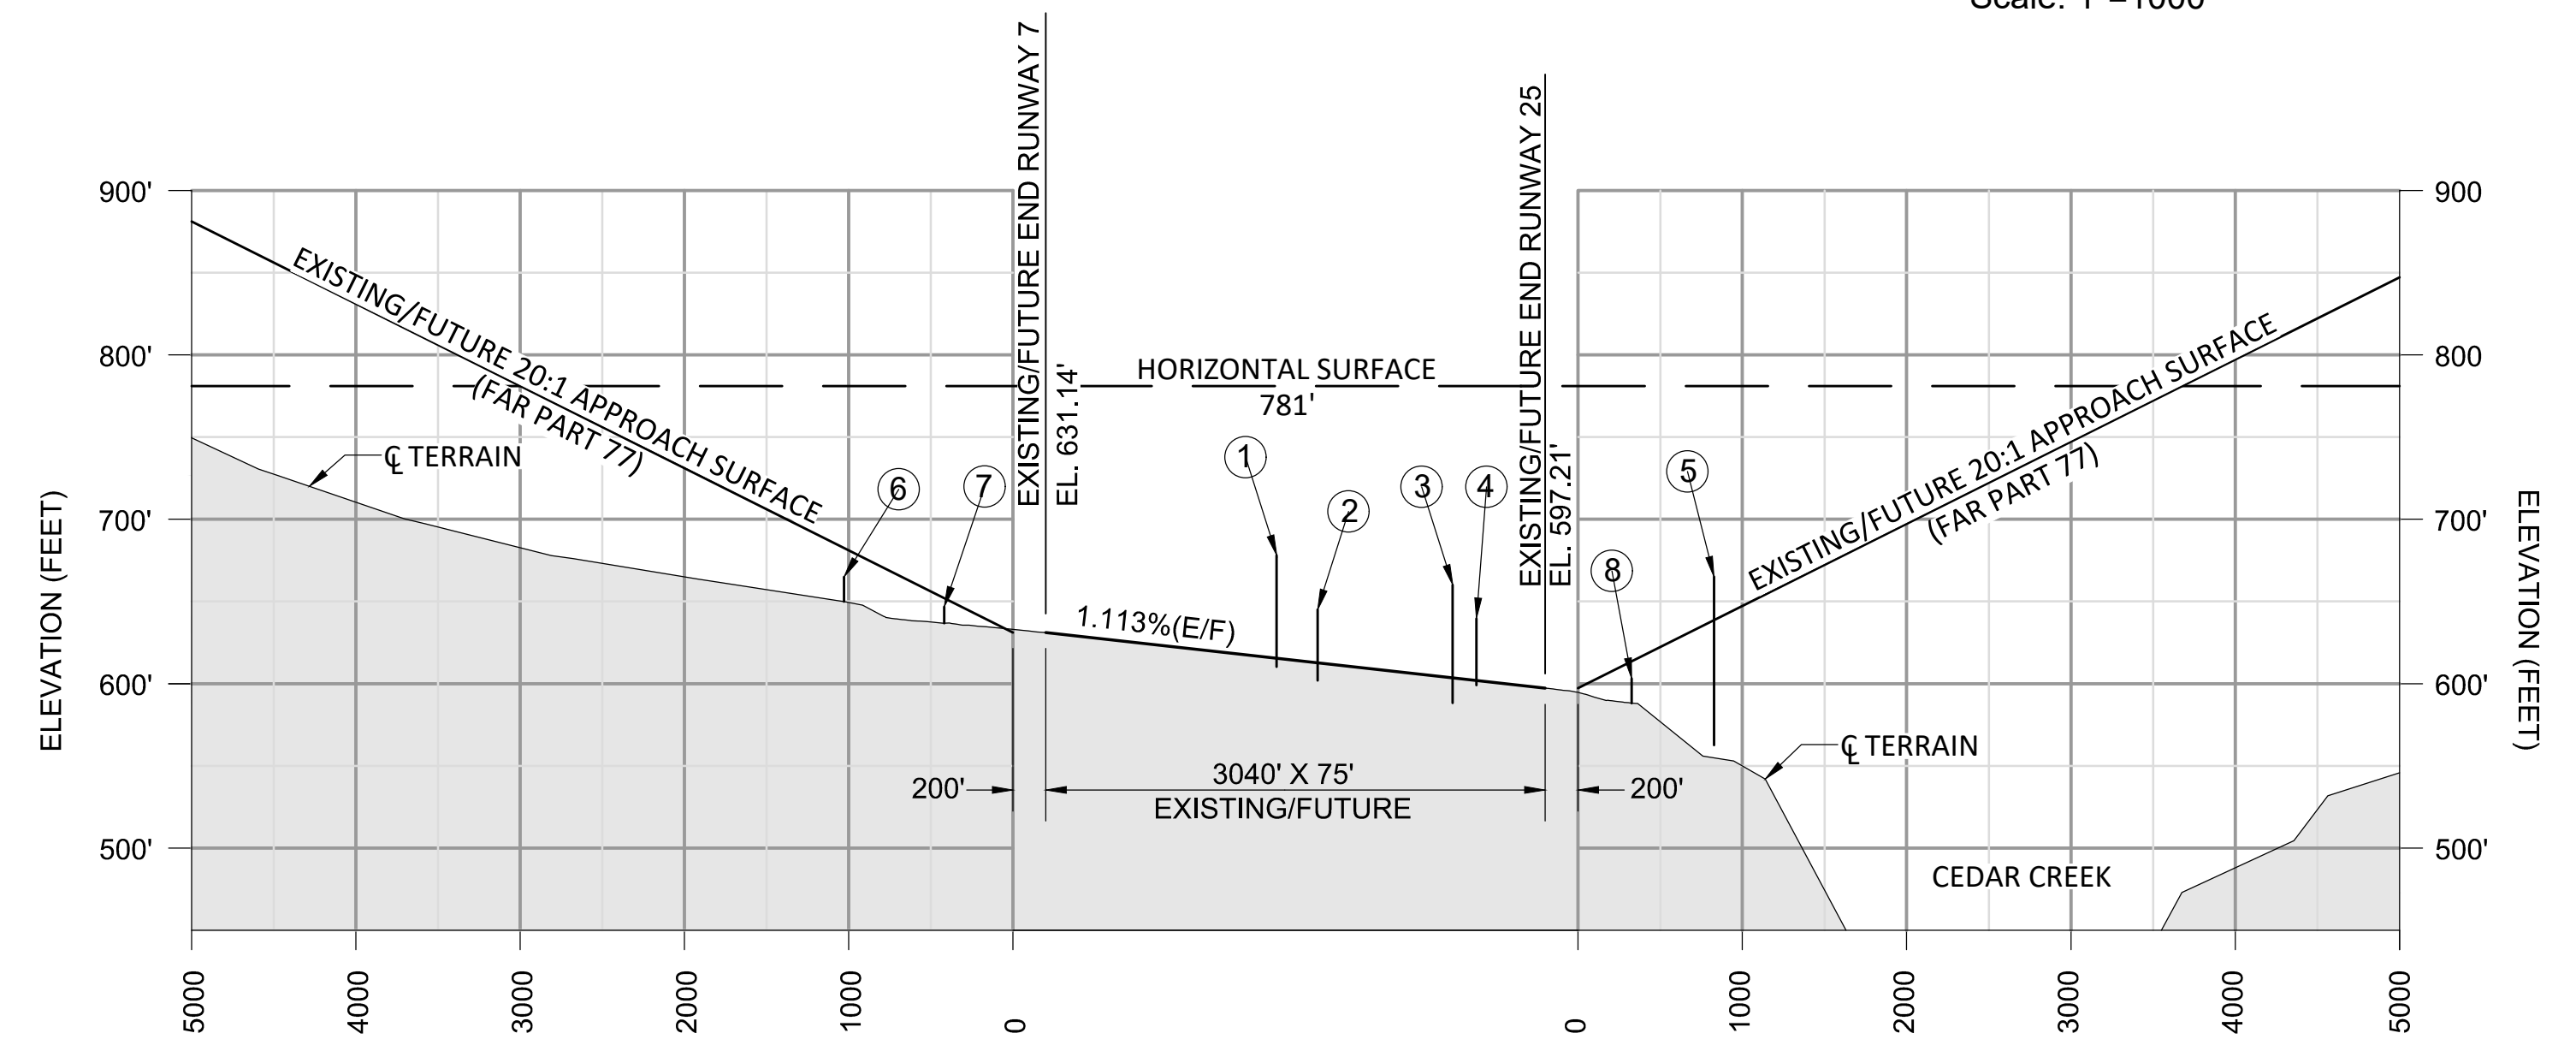 Scale: 1"=1000'
EXISTING/FUTURE END RUNWAY 7
EL. 631.14'
EXISTING/FUTURE END RUNWAY 25
EL. 597.21'
900'
800'
700'
600'
500'
ELEVATION (FEET)
EXISTING/FUTURE 20:1 APPROACH SURFACE
(FAR PART 77)
℄ TERRAIN
6
7
HORIZONTAL SURFACE
781'
1
2
3
4
5
8
1.113%(E/F)
EXISTING/FUTURE 20:1 APPROACH SURFACE
(FAR PART 77)
℄ TERRAIN
CEDAR CREEK
200'
3040' X 75'
EXISTING/FUTURE
200'
900
800
700'
600'
500'
ELEVATION (FEET)
5000
4000
3000
2000
1000
0
0
1000
2000
3000
4000
5000